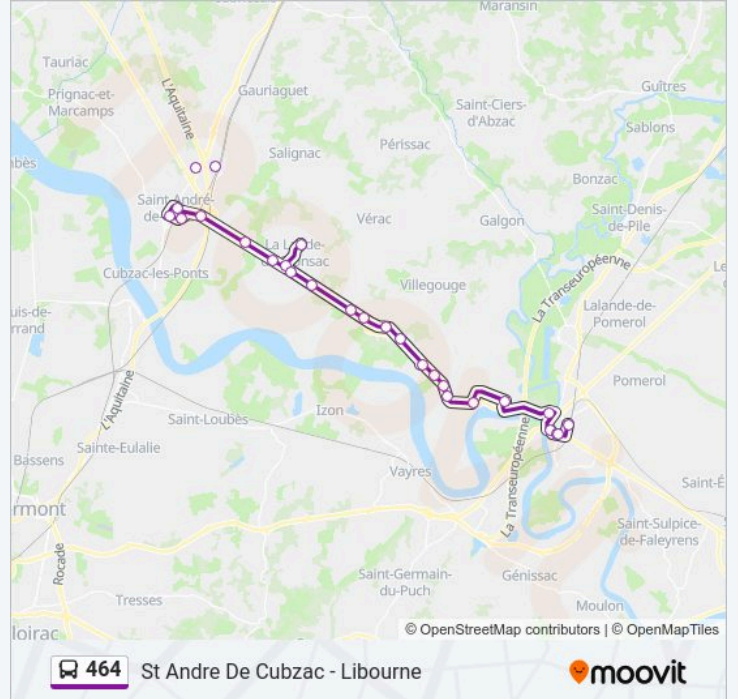 Maransin
Tauriac
Prignac-et-
Marcamps
L'Aquitaine
Gauriaguet
Guîtres
Saint-Ciers-
d'Abzac
Sablons
Salignac
Périssac
Bonzac
Saint-André-
de-
Vérac
Galgon
Saint-Denis-
de-Pile
Cubzac-les-Ponts
Villegouge
La Transeuropéenne
Lalande-de-
Pomerol
Pomerol
L'Aquitaine
Saint-Loubès
Izon
Sainte-Eulalie
Bassens
Vayres
La Transeuropéenne
Rocade
Saint-Sulpice-
de-Faleyrens
Saint-Germain-
du-Puch
Génissac
Tresses
Moulon
© OpenStreetMap contributors | © OpenMapTiles
464 St Andre De Cubzac - Libourne
moovit